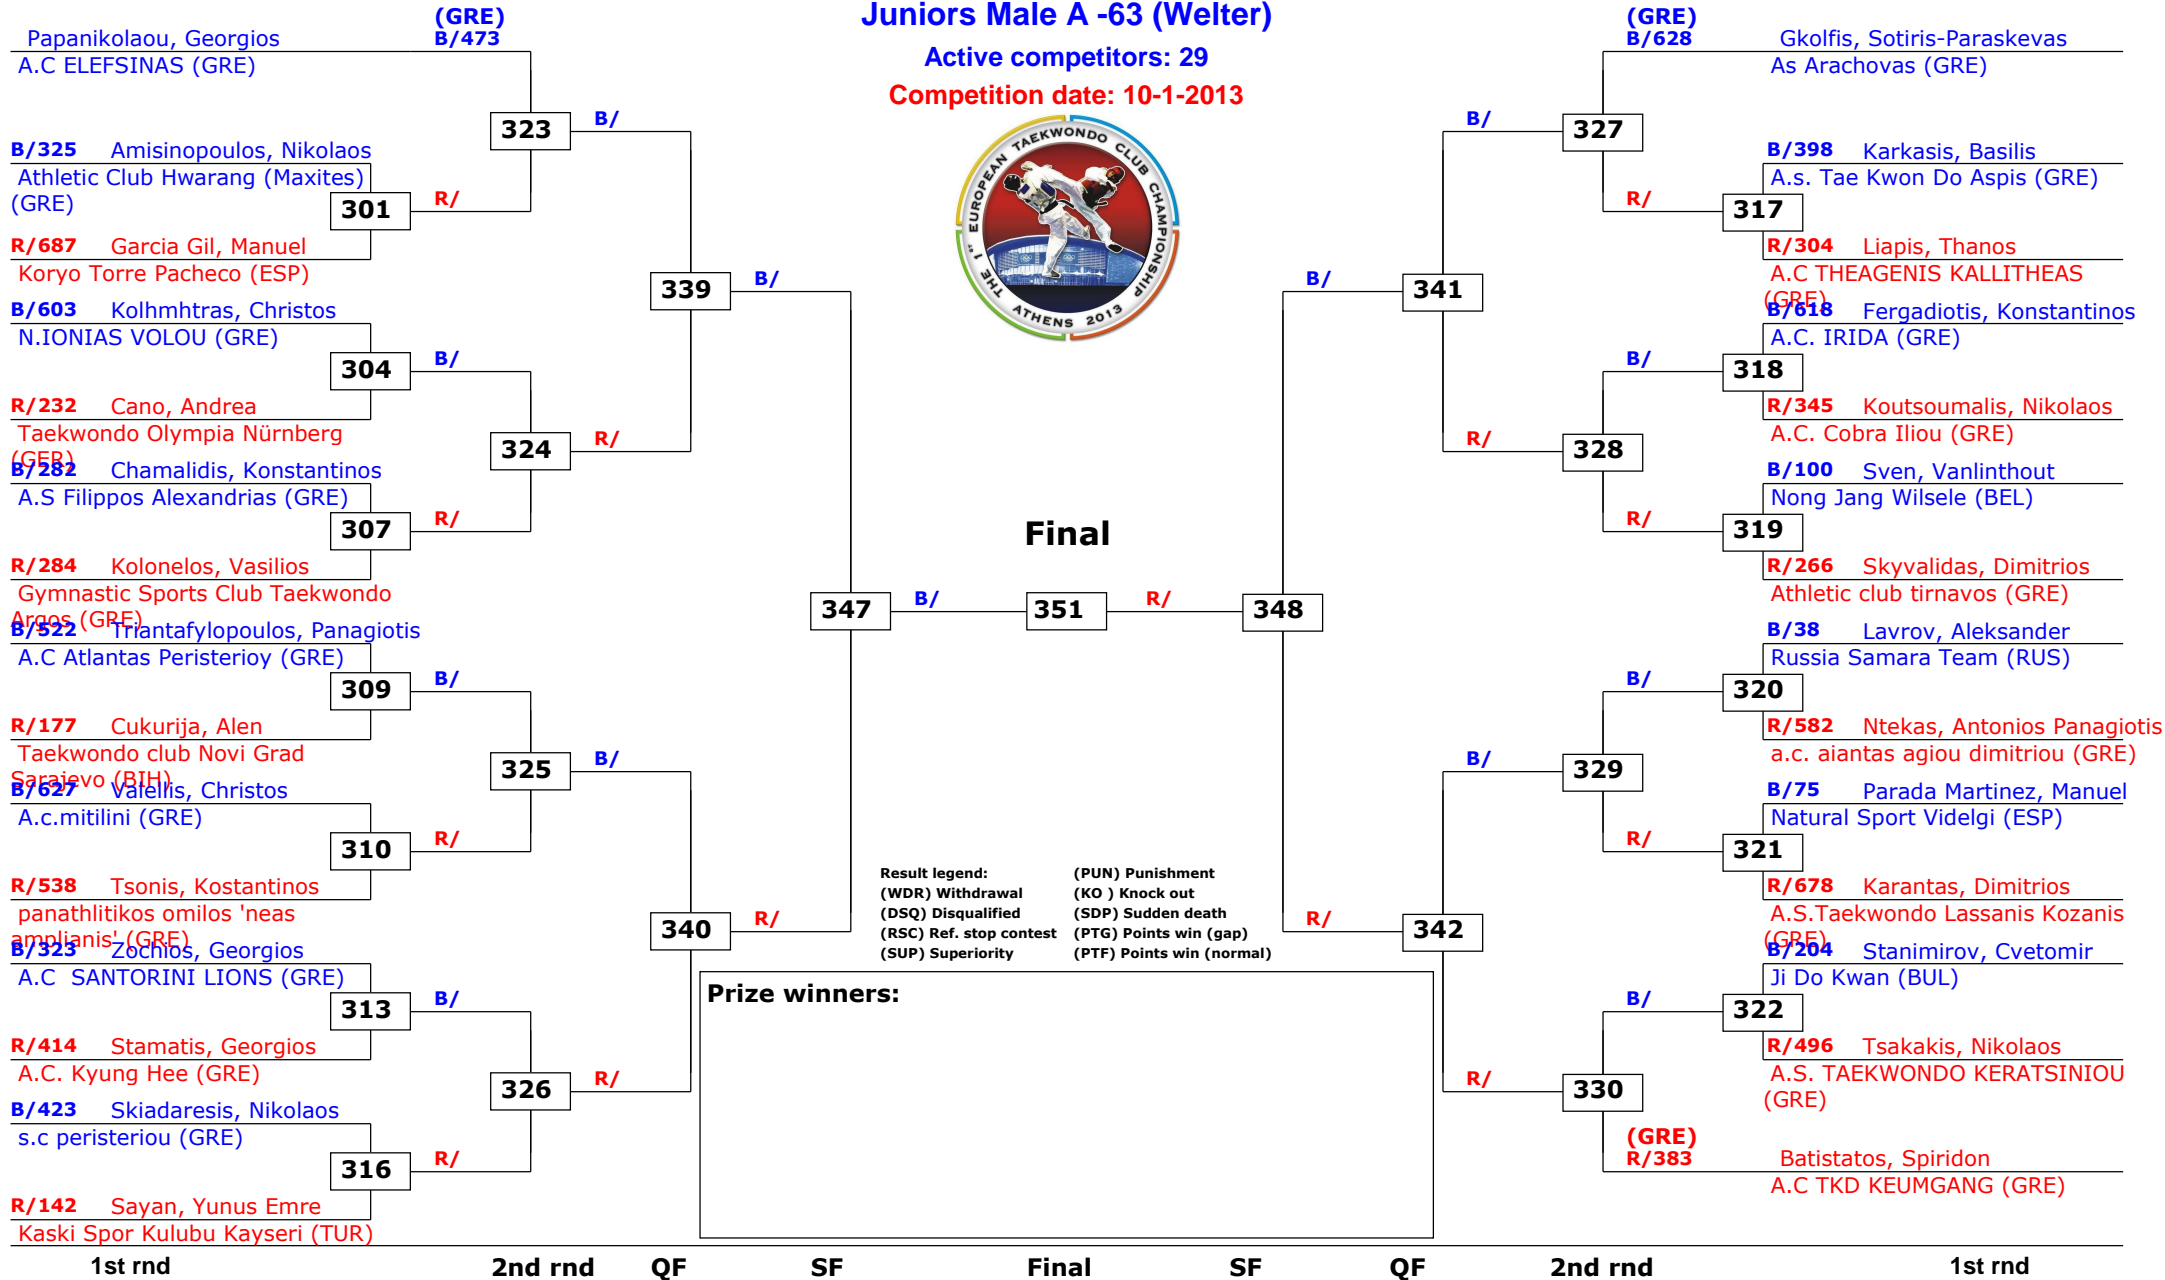 Juniors Male A -63 (Welter)
Active competitors: 29
Competition date: 10-1-2013
THE 1st EUROPEAN TAEKWONDO CLUB CHAMPIONSHIP
ATHENS 2013
(GRE)
Papanikolaou, Georgios B/473
A.C ELEFSINAS (GRE)
323
B/
B/325 Amisinopoulos, Nikolaos
Athletic Club Hwarang (Maxites)
(GRE)
301
R/
R/687 Garcia Gil, Manuel
Koryo Torre Pacheco (ESP)
339
B/
B/603 Kolhmhtras, Christos
N.IONIAS VOLOU (GRE)
304
B/
R/232 Cano, Andrea
Taekwondo Olympia Nürnberg
(GER)
324
R/
B/282 Chamalidis, Konstantinos
A.S Filippos Alexandrias (GRE)
307
R/
R/284 Kolonelos, Vasilios
Gymnastic Sports Club Taekwondo
Argos (GRE)
347
B/
B/522 Triantafylopoulos, Panagiotis
A.C Atlantas Peristerioy (GRE)
309
B/
R/177 Cukurija, Alen
Taekwondo club Novi Grad
Sarajevo (BIH)
325
B/
B/627 Valellis, Christos
A.c.mitilini (GRE)
310
R/
R/538 Tsonis, Kostantinos
panathlitikos omilos 'neas
amplianis' (GRE)
340
R/
B/323 Zochios, Georgios
A.C  SANTORINI LIONS (GRE)
313
B/
R/414 Stamatis, Georgios
A.C. Kyung Hee (GRE)
326
R/
B/423 Skiadaresis, Nikolaos
s.c peristeriou (GRE)
316
R/
R/142 Sayan, Yunus Emre
Kaski Spor Kulubu Kayseri (TUR)
Final
351
R/
Result legend: (PUN) Punishment
(WDR) Withdrawal (KO ) Knock out
(DSQ) Disqualified (SDP) Sudden death
(RSC) Ref. stop contest (PTG) Points win (gap)
(SUP) Superiority (PTF) Points win (normal)
Prize winners:
(GRE)
B/628 Gkolfis, Sotiris-Paraskevas
As Arachovas (GRE)
B/
327
B/398 Karkasis, Basilis
A.s. Tae Kwon Do Aspis (GRE)
R/
317
R/304 Liapis, Thanos
A.C THEAGENIS KALLITHEAS
(GRE)
B/
341
B/618 Fergadiotis, Konstantinos
A.C. IRIDA (GRE)
B/
318
R/345 Koutsoumalis, Nikolaos
A.C. Cobra Iliou (GRE)
R/
328
B/100 Sven, Vanlinthout
Nong Jang Wilsele (BEL)
R/
319
R/266 Skyvalidas, Dimitrios
Athletic club tirnavos (GRE)
348
B/38 Lavrov, Aleksander
Russia Samara Team (RUS)
B/
320
R/582 Ntekas, Antonios Panagiotis
a.c. aiantas agiou dimitriou (GRE)
B/
329
B/75 Parada Martinez, Manuel
Natural Sport Videlgi (ESP)
R/
321
R/678 Karantas, Dimitrios
A.S.Taekwondo Lassanis Kozanis
(GRE)
R/
342
B/204 Stanimirov, Cvetomir
Ji Do Kwan (BUL)
B/
322
R/496 Tsakakis, Nikolaos
A.S. TAEKWONDO KERATSINIOU
(GRE)
R/
330
(GRE)
R/383 Batistatos, Spiridon
A.C TKD KEUMGANG (GRE)
1st rnd 2nd rnd QF SF Final SF QF 2nd rnd 1st rnd